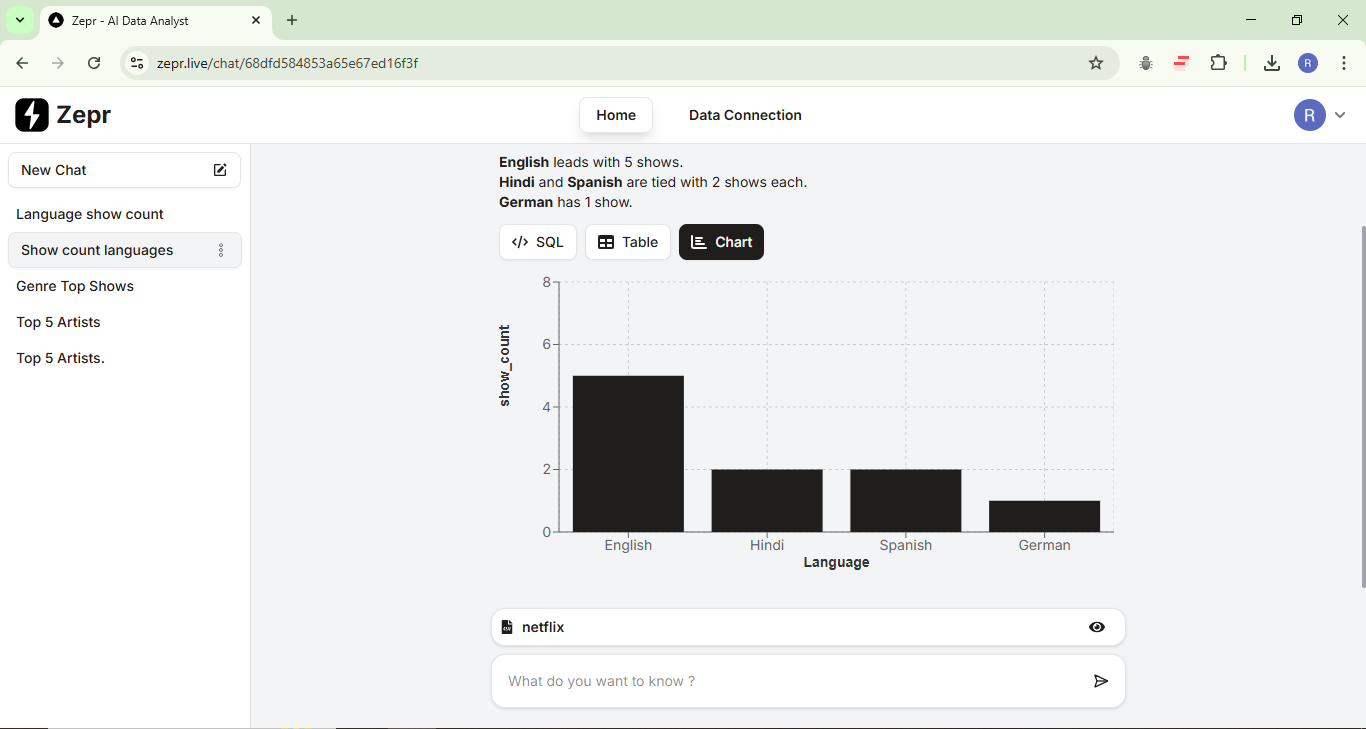 Zepr - AI Data Analyst
zepr.live/chat/68dfd584853a65e67ed16f3f
R
Zepr
Home
Data Connection
R
New Chat
Language show count
Show count languages
Genre Top Shows
Top 5 Artists
Top 5 Artists.
English leads with 5 shows.
Hindi and Spanish are tied with 2 shows each.
German has 1 show.
</> SQL
Table
Chart
show_count
8
6
4
2
0
English
Hindi
Spanish
German
Language
netflix
What do you want to know ?